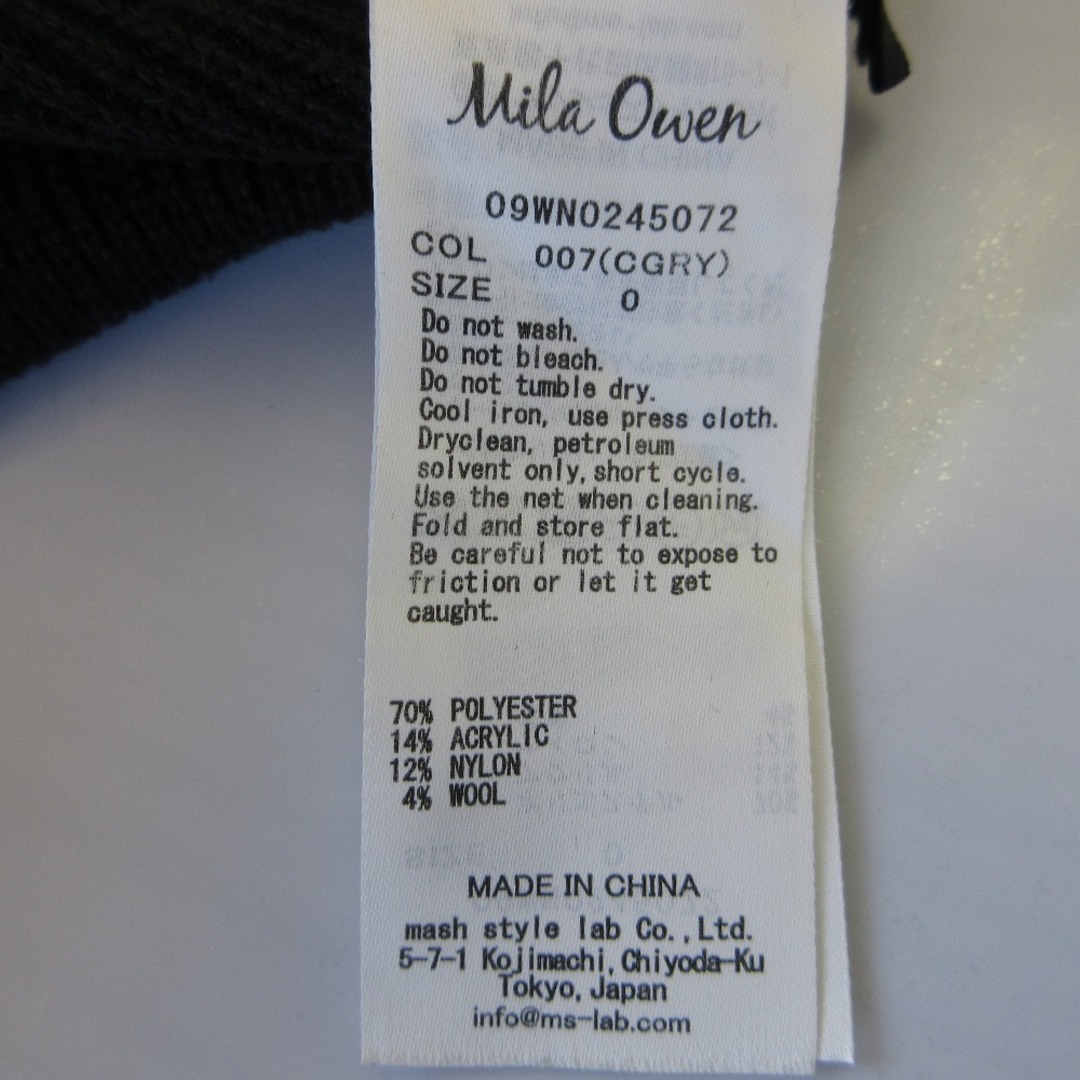 Mila Owen
09WN0245072
COL 007(CGRY)
SIZE 0
Do not wash.
Do not bleach.
Do not tumble dry.
Cool iron, use press cloth.
Dryclean, petroleum
solvent only, short cycle.
Use the net when cleaning.
Fold and store flat.
Be careful not to expose to
friction or let it get
caught.
70% POLYESTER
14% ACRYLIC
12% NYLON
4% WOOL
MADE IN CHINA
mash style lab Co.,Ltd.
5-7-1 Kojimachi, Chiyoda-Ku
Tokyo, Japan
info@ms-lab.com